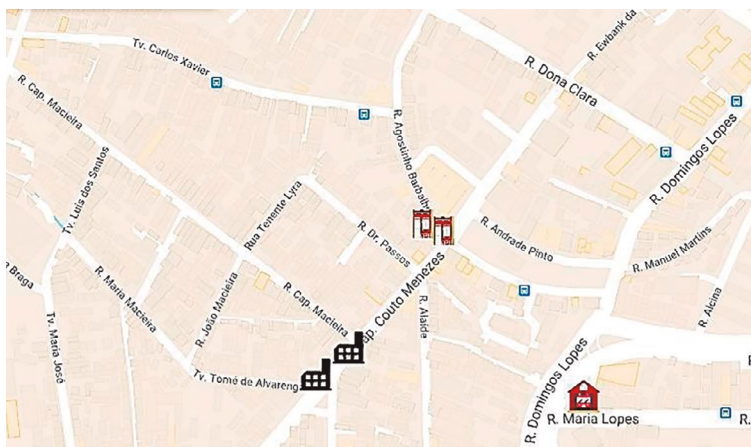 Tv. Carlos Xavier
R. Ewbank da
R. Dona Clara
R. Cap. Macieira
R. Agostinho Barbalho
R. Domingos Lopes
Tv. Luis dos Santos
Rua Tenente Lyra
R. Andrade Pinto
R. Dr. Passos
R. Manuel Martins
Braga
R. Maria Macieira
R. João Macieira
R. Cap. Macieira
ap. Couto Menezes
R. Alaíde
R. Alcina
Tv. Maria José
Tv. Tomé de Alvareng
R. Domingos Lopes
R. Maria Lopes
R.